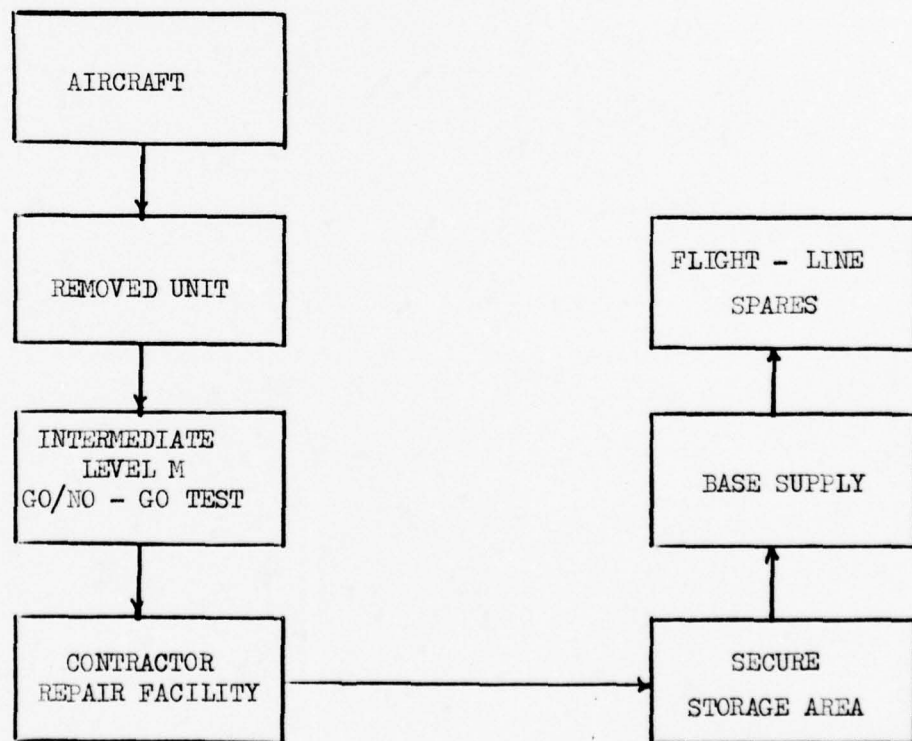 AIRCRAFT
REMOVED UNIT
INTERMEDIATE
LEVEL M
GO/NO - GO TEST
CONTRACTOR
REPAIR FACILITY
FLIGHT - LINE
SPARES
BASE SUPPLY
SECURE
STORAGE AREA